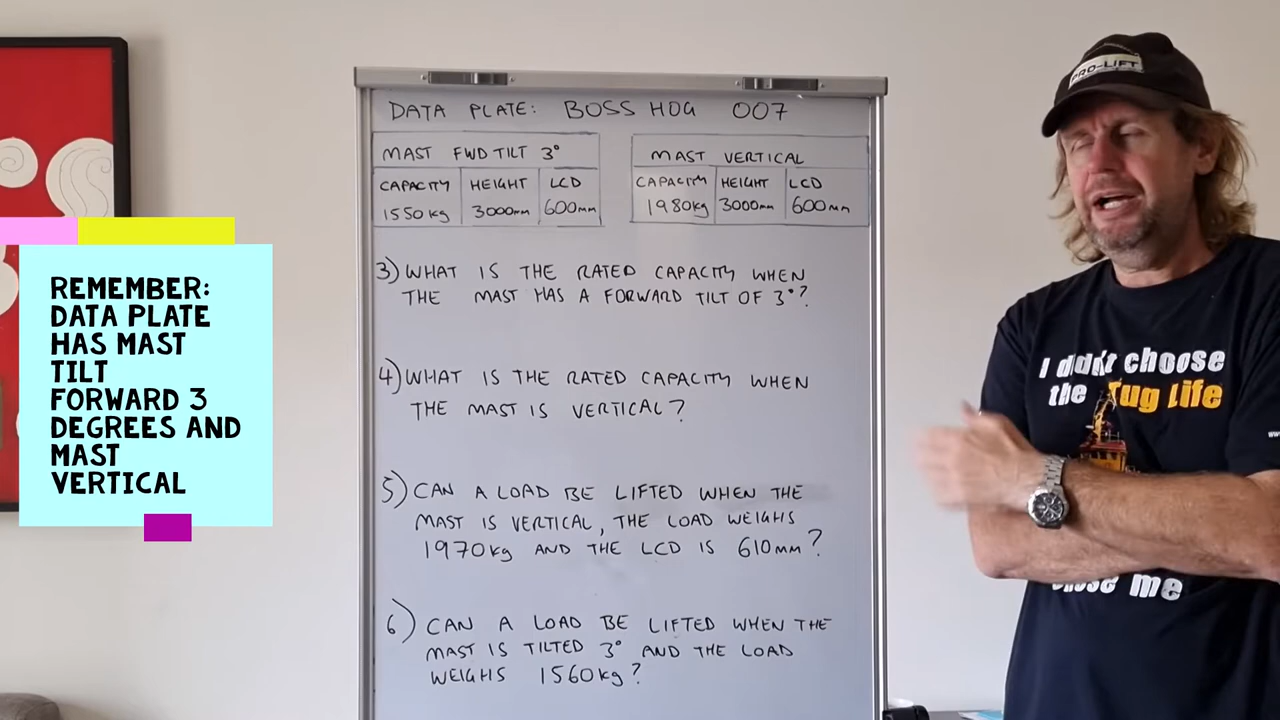 DATA PLATE: BOSS HOG 007
MAST FWD TILT 3°
CAPACITY HEIGHT LCD
1550kg 3000mm 600mm
MAST VERTICAL
CAPACITY HEIGHT LCD
1980kg 3000mm 600mm
3) WHAT IS THE RATED CAPACITY WHEN
THE MAST HAS A FORWARD TILT OF 3°?
4) WHAT IS THE RATED CAPACITY WHEN
THE MAST IS VERTICAL?
5) CAN A LOAD BE LIFTED WHEN THE
MAST IS VERTICAL, THE LOAD WEIGHS
1970kg AND THE LCD IS 610mm?
6) CAN A LOAD BE LIFTED WHEN THE
MAST IS TILTED 3° AND THE LOAD
WEIGHS 1560kg?
REMEMBER:
DATA PLATE
HAS MAST
TILT
FORWARD 3
DEGREES AND
MAST
VERTICAL
PRO-LIFT
I didn't choose
the Tug Life
me